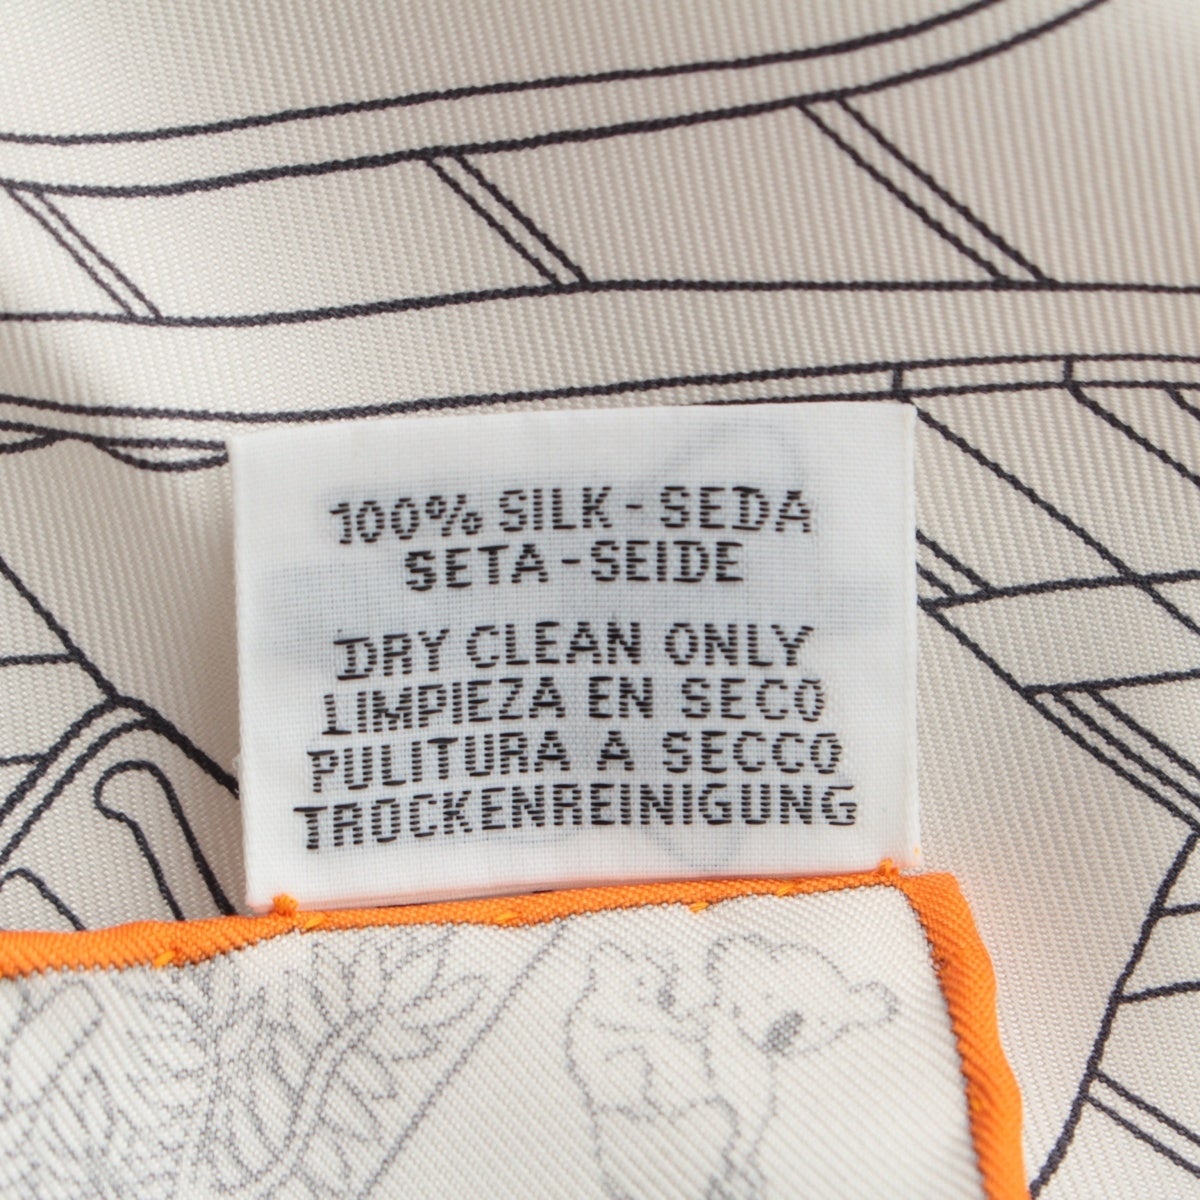 100% SILK - SEDA
SETA - SEIDE
DRY CLEAN ONLY
LIMPIEZA EN SECO
PULITURA A SECCO
TROCKENREINIGUNG